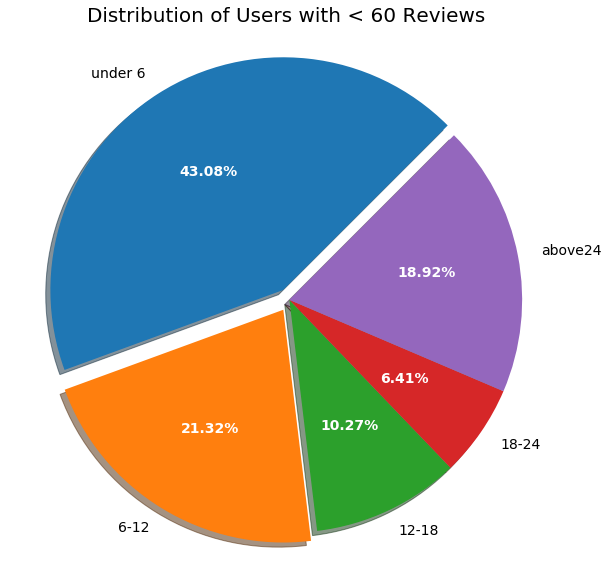 Distribution of Users with < 60 Reviews
under 6
43.08%
above24
18.92%
6.41%
21.32%
10.27%
18-24
6-12
12-18